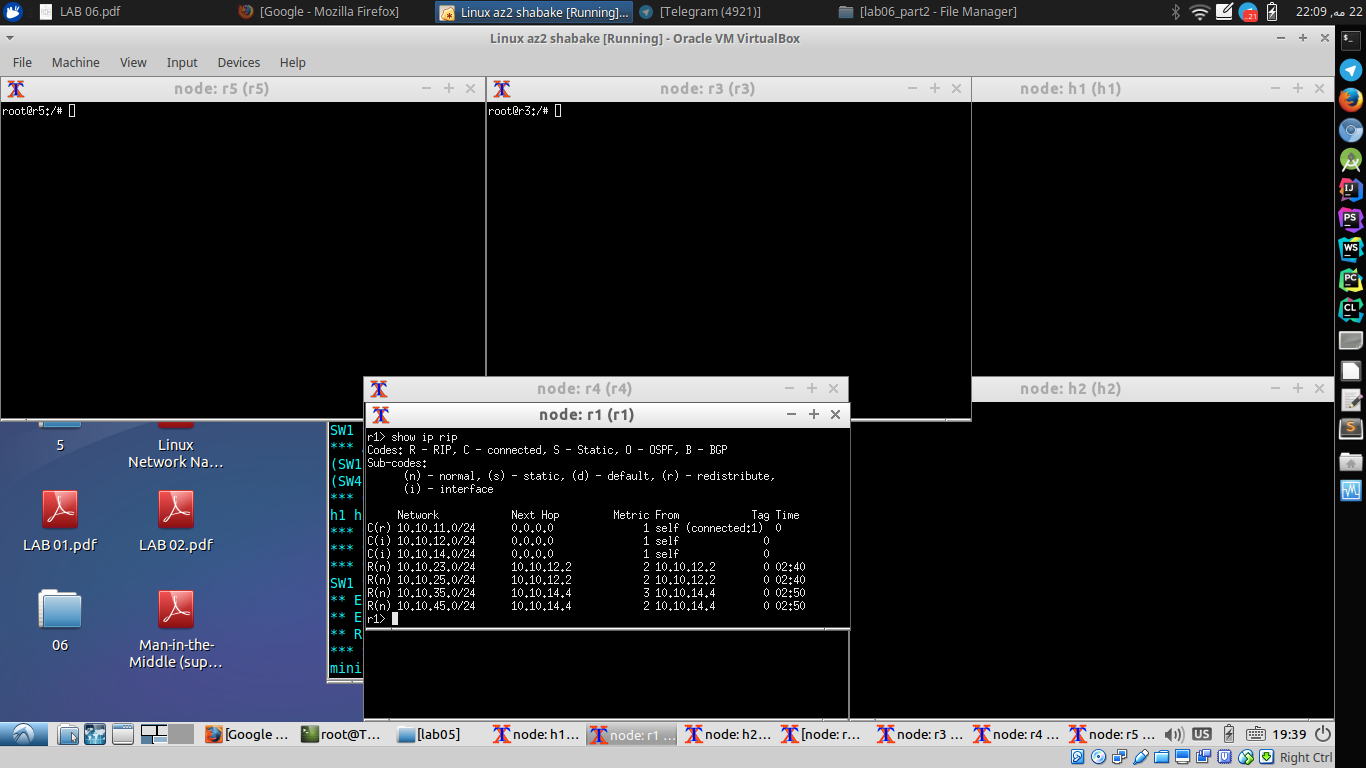 LAB 06.pdf
[Google - Mozilla Firefox]
Linux az2 shabake [Running]...
[Telegram (4921)]
[lab06_part2 - File Manager]
22 مه, 22:09
Linux az2 shabake [Running] - Oracle VM VirtualBox
File Machine View Input Devices Help
node: r5 (r5)
node: r3 (r3)
node: h1 (h1)
root@r5:/#
root@r3:/#
node: r4 (r4)
node: h2 (h2)
node: r1 (r1)
r1> show ip rip
Codes: R - RIP, C - connected, S - Static, O - OSPF, B - BGP
Sub-codes:
(n) - normal, (s) - static, (d) - default, (r) - redistribute,
(i) - interface
Network Next Hop Metric From Tag Time
C(r) 10.10.11.0/24 0.0.0.0 1 self (connected:1) 0
C(i) 10.10.12.0/24 0.0.0.0 1 self 0
C(i) 10.10.14.0/24 0.0.0.0 1 self 0
R(n) 10.10.23.0/24 10.10.12.2 2 10.10.12.2 0 02:40
R(n) 10.10.25.0/24 10.10.12.2 2 10.10.12.2 0 02:40
R(n) 10.10.35.0/24 10.10.14.4 3 10.10.14.4 0 02:50
R(n) 10.10.45.0/24 10.10.14.4 2 10.10.14.4 0 02:50
r1>
5
Linux
Network Na...
LAB 01.pdf
LAB 02.pdf
06
Man-in-the-
Middle (sup...
SW1
***
(SW1
(SW4
***
h1 h
***
***
***
SW1
** E
** E
** R
***
mini
[Google ...
root@T...
[lab05]
node: h1...
node: r1 ...
node: h2...
[node: r...
node: r3 ...
node: r4 ...
node: r5 ...
US
19:39
Right Ctrl
IJ
PS
WS
PC
CL